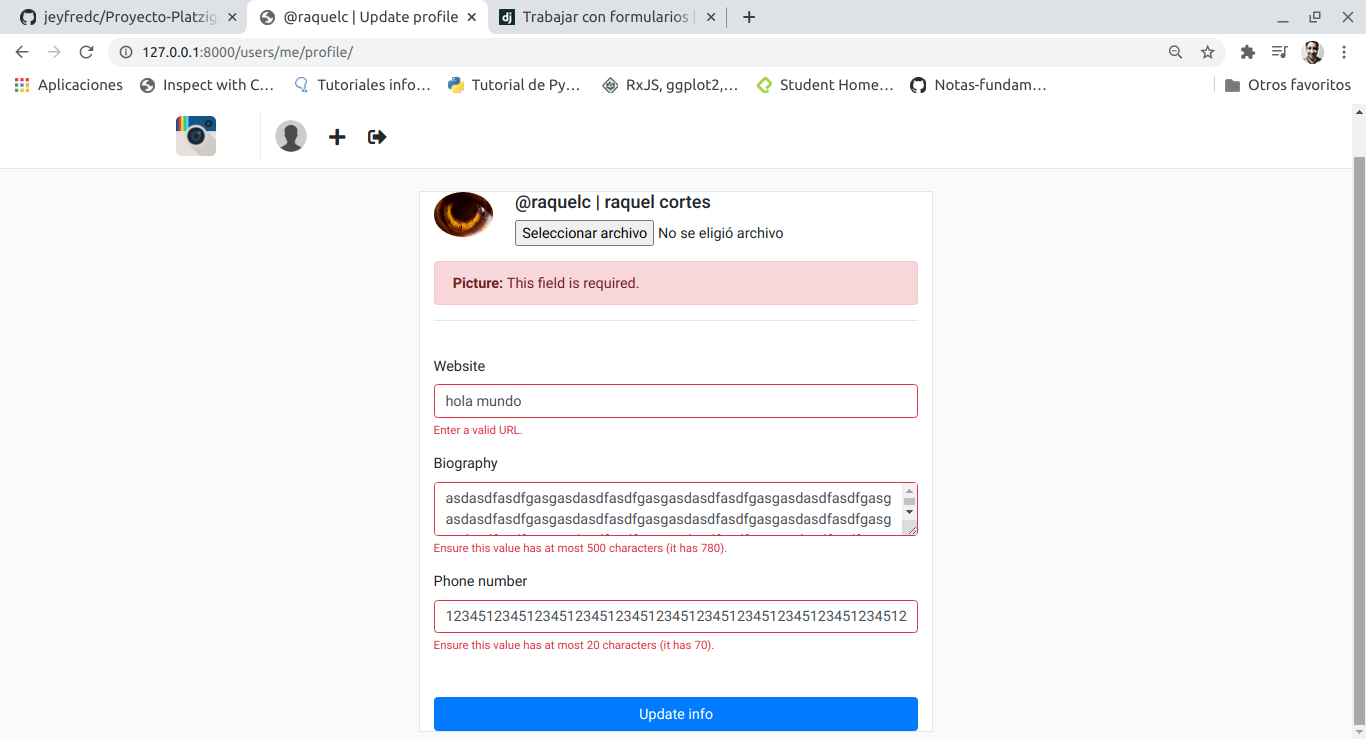 jeyfredc/Proyecto-Platzig
@raquelc | Update profile
Trabajar con formularios |
127.0.0.1:8000/users/me/profile/
Aplicaciones
Inspect with C...
Tutoriales info...
Tutorial de Py...
RxJS, ggplot2,...
Student Home...
Notas-fundam...
Otros favoritos
@raquelc | raquel cortes
Seleccionar archivo No se eligió archivo
Picture: This field is required.
Website
hola mundo
Enter a valid URL.
Biography
asdasdfasdfgasgasdasdfasdfgasgasdasdfasdfgasgasdasdfasdfgasg
asdasdfasdfgasgasdasdfasdfgasgasdasdfasdfgasgasdasdfasdfgasg
Ensure this value has at most 500 characters (it has 780).
Phone number
12345123451234512345123451234512345123451234512345123451234512
Ensure this value has at most 20 characters (it has 70).
Update info